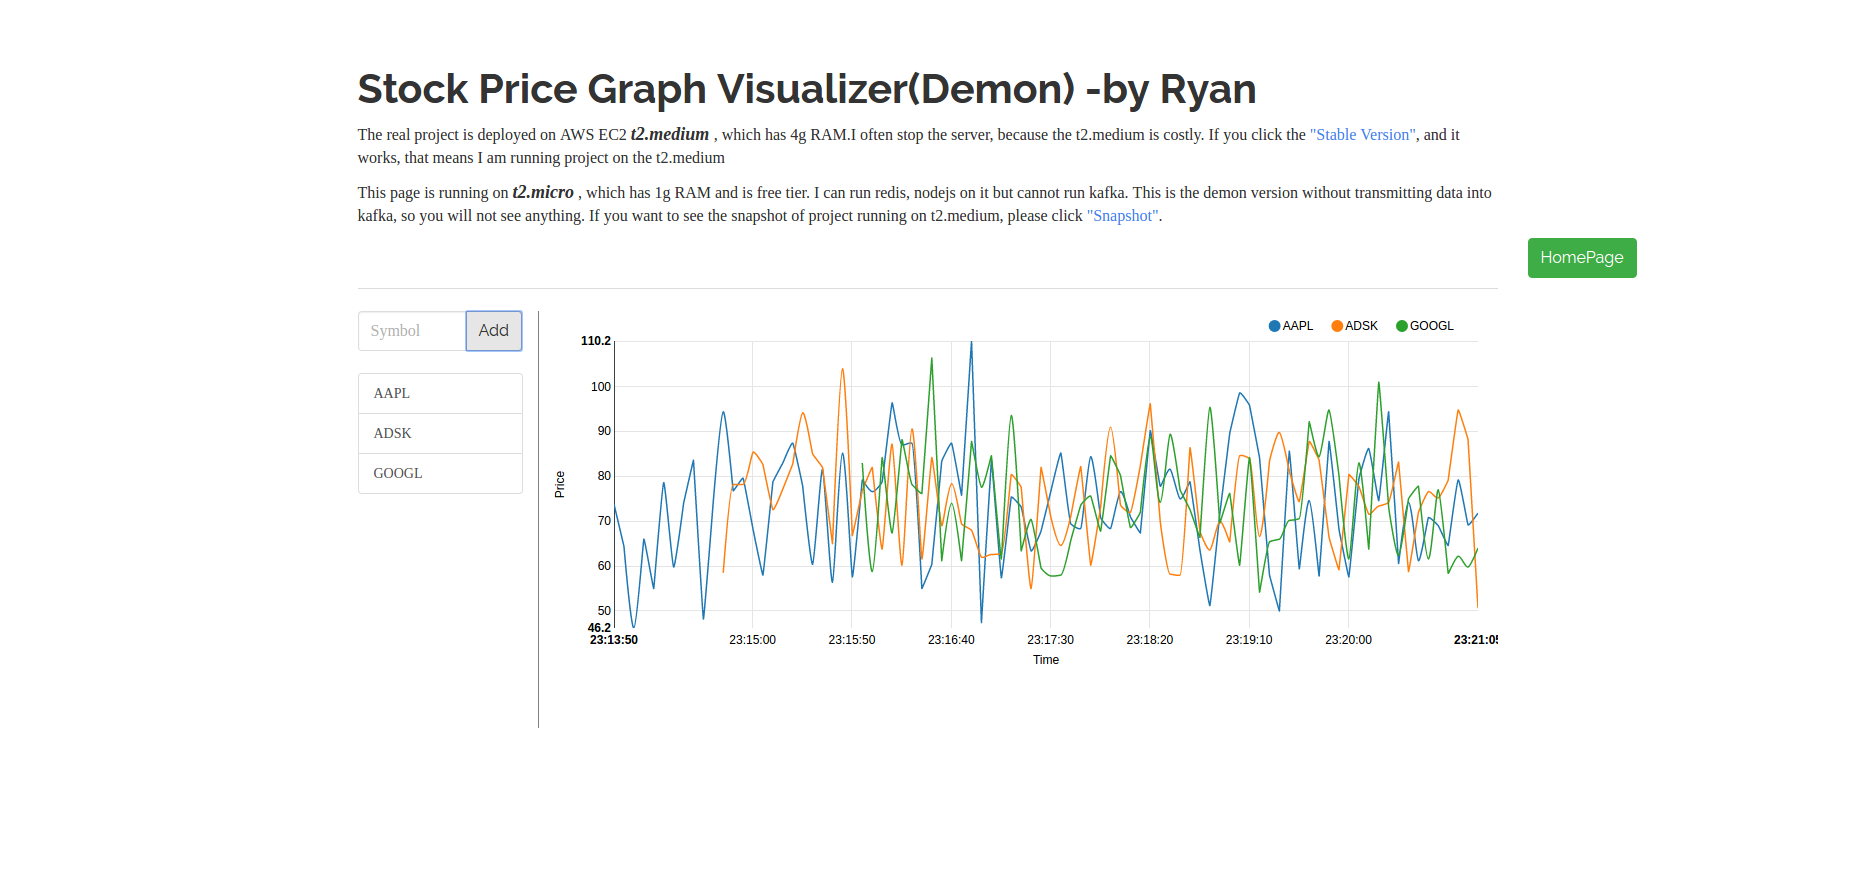 Stock Price Graph Visualizer(Demon) -by Ryan
The real project is deployed on AWS EC2 t2.medium , which has 4g RAM.I often stop the server, because the t2.medium is costly. If you click the "Stable Version", and it
works, that means I am running project on the t2.medium
This page is running on t2.micro , which has 1g RAM and is free tier. I can run redis, nodejs on it but cannot run kafka. This is the demon version without transmitting data into
kafka, so you will not see anything. If you want to see the snapshot of project running on t2.medium, please click "Snapshot".
HomePage
Symbol Add
AAPL
ADSK
GOOGL
AAPL ADSK GOOGL
110.2
100
90
80
70
60
50
46.2
Price
23:13:50 23:15:00 23:15:50 23:16:40 23:17:30 23:18:20 23:19:10 23:20:00 23:21:05
Time